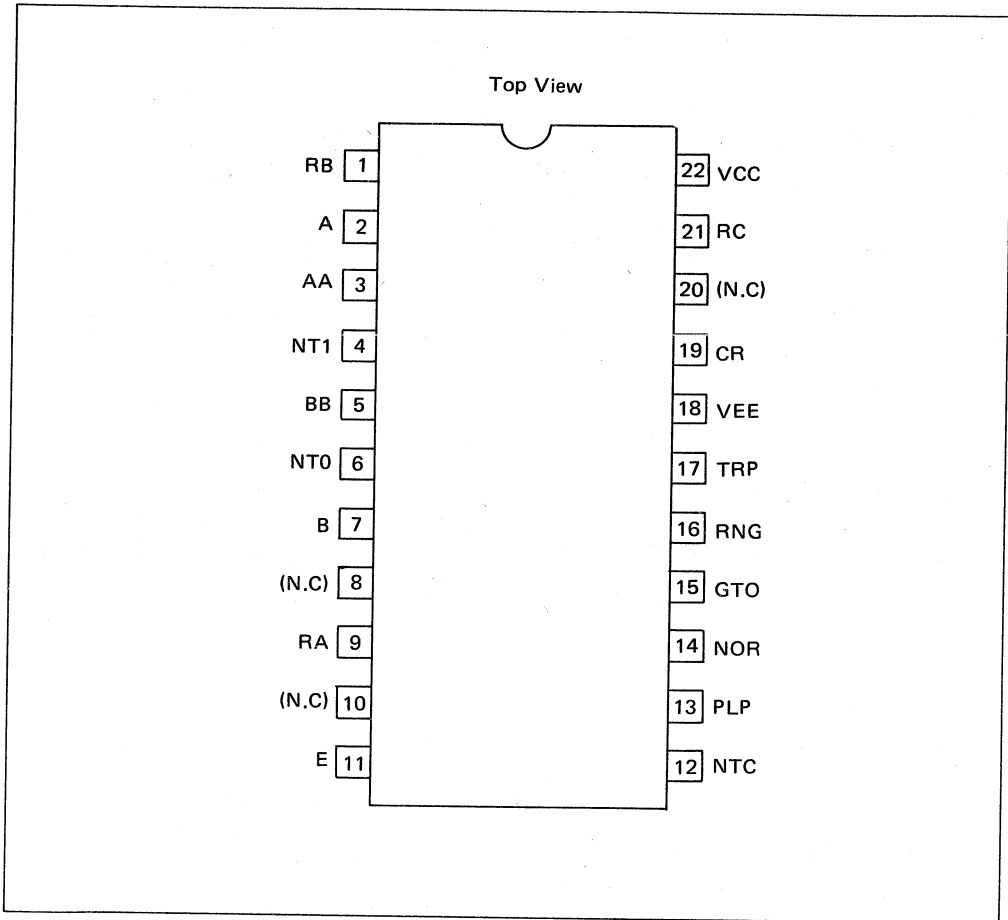 Top View
RB 1
A 2
AA 3
NT1 4
BB 5
NT0 6
B 7
(N.C) 8
RA 9
(N.C) 10
E 11
22 VCC
21 RC
20 (N.C)
19 CR
18 VEE
17 TRP
16 RNG
15 GTO
14 NOR
13 PLP
12 NTC